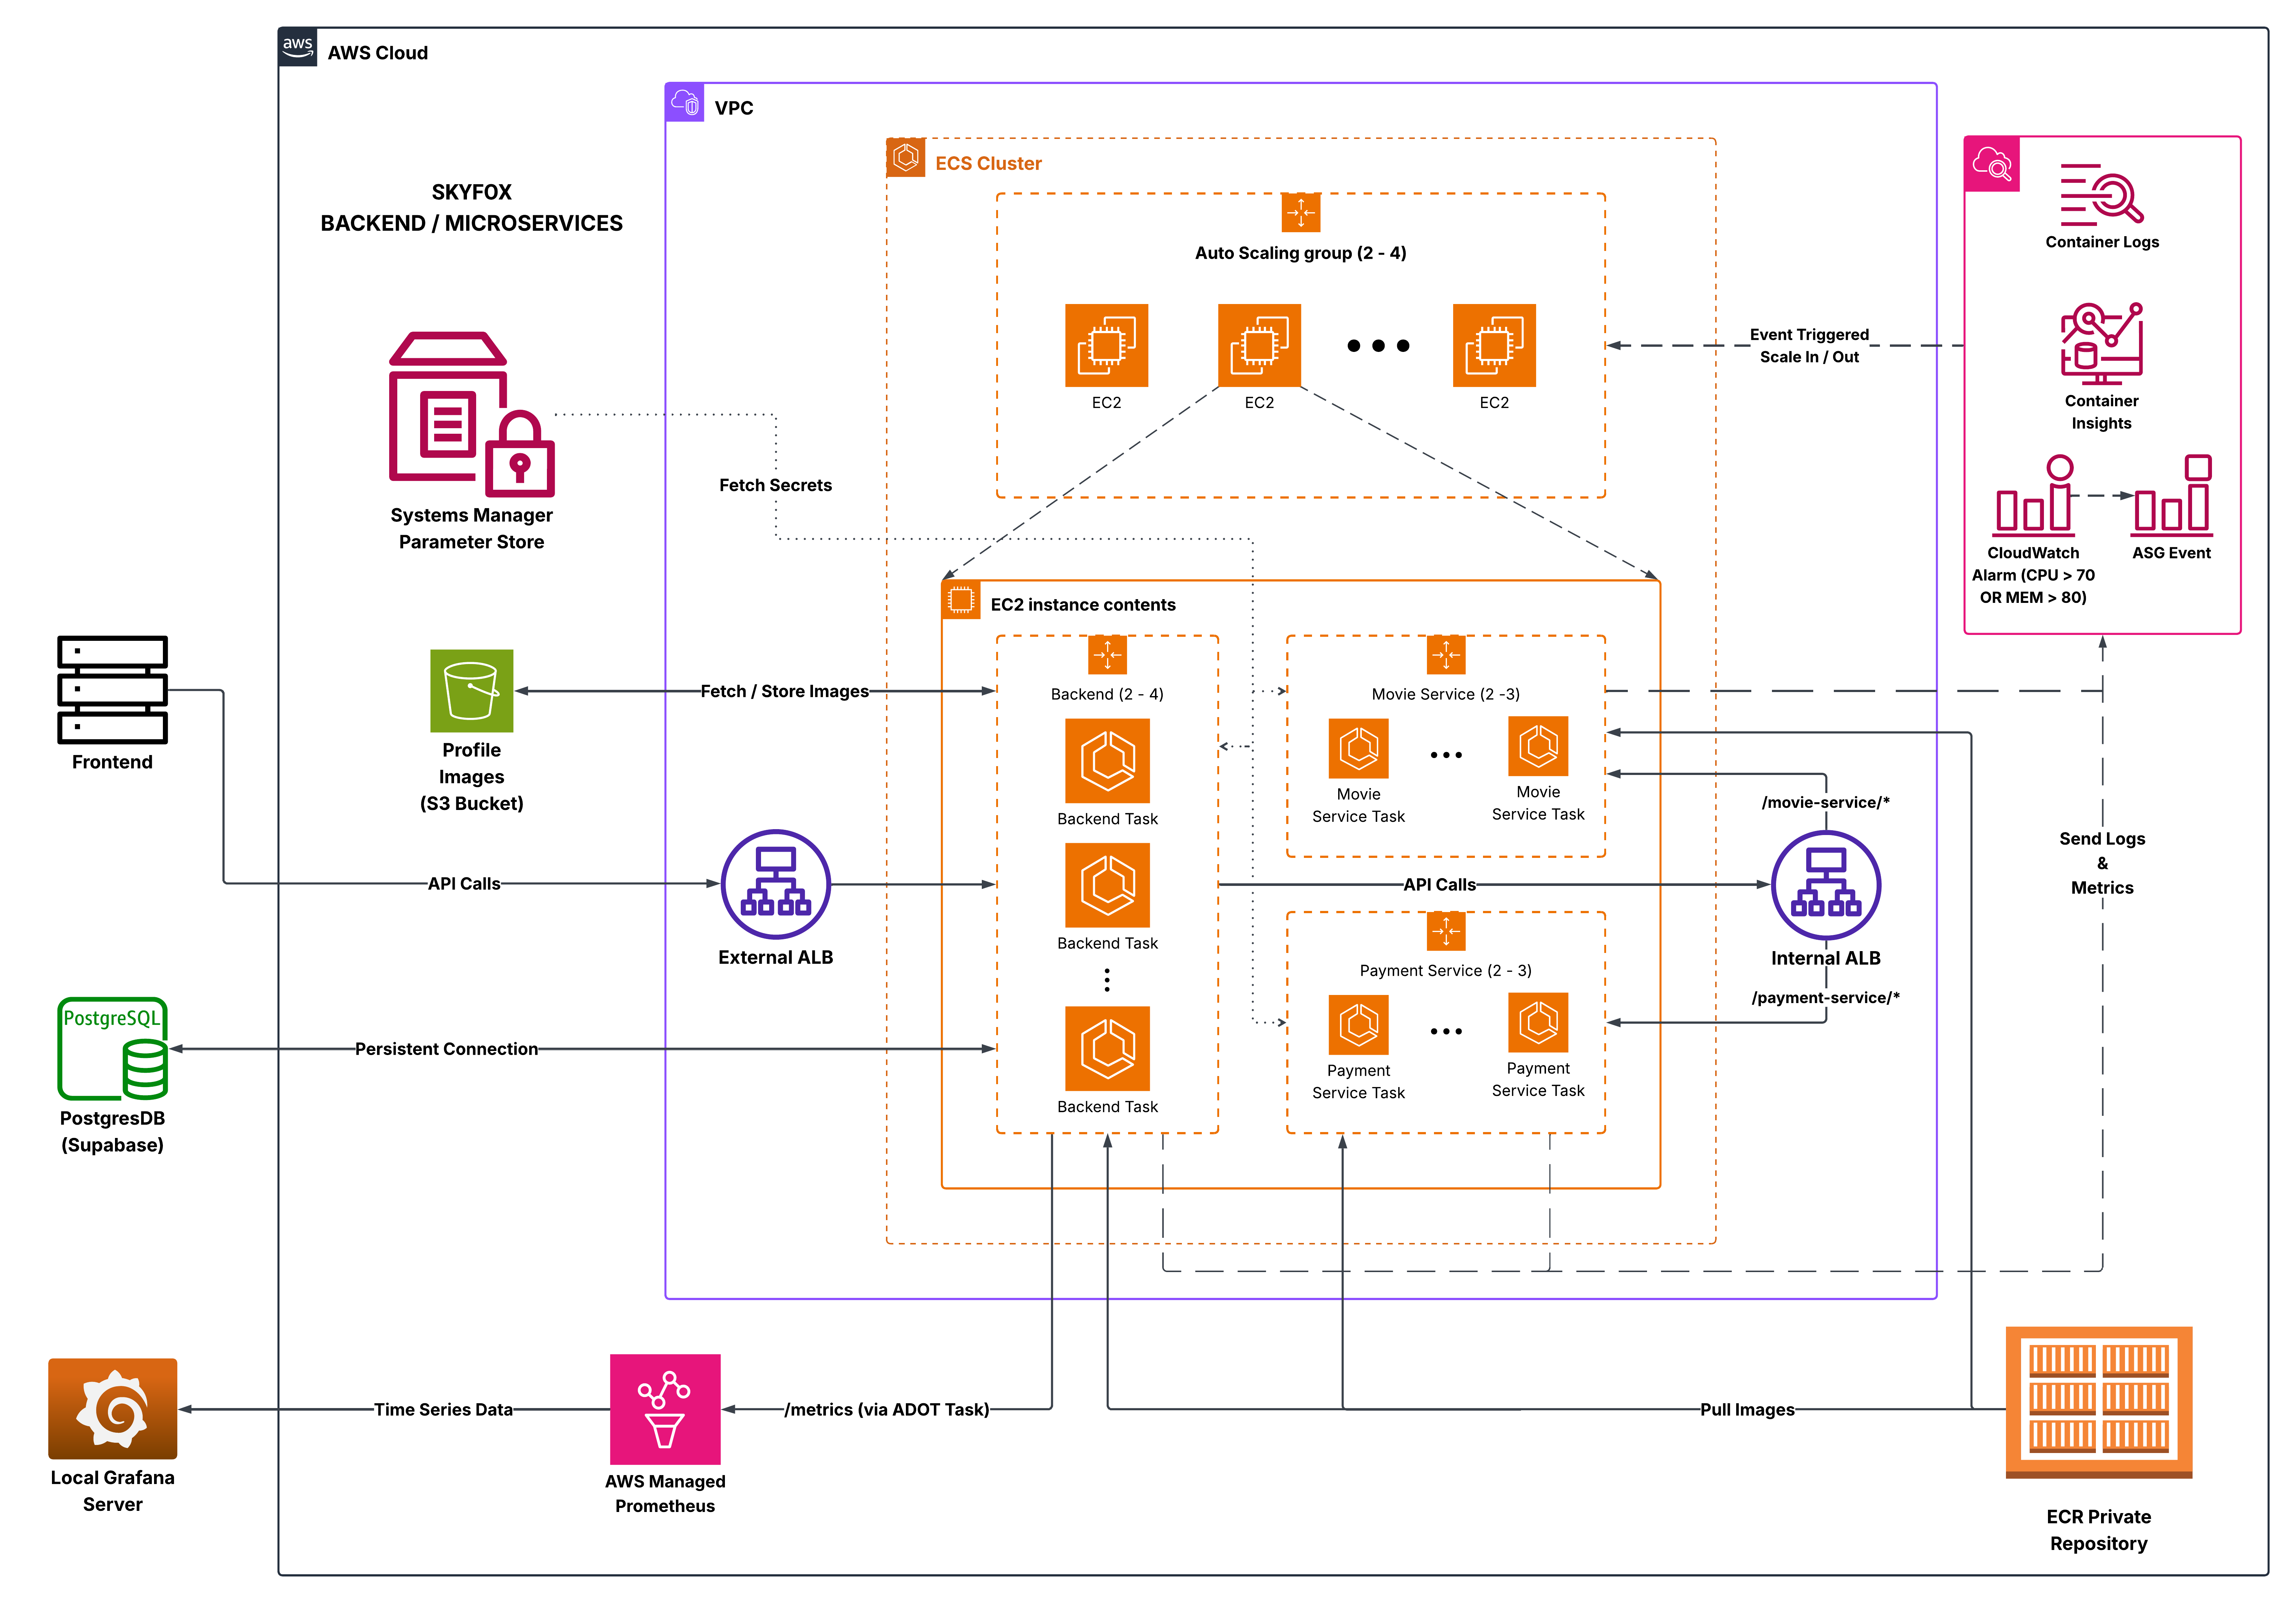 aws
AWS Cloud
VPC
SKYFOX
BACKEND / MICROSERVICES
ECS Cluster
Auto Scaling group (2 - 4)
EC2
EC2
EC2
Event Triggered
Scale In / Out
Container Logs
Container
Insights
CloudWatch
Alarm (CPU > 70
OR MEM > 80)
ASG Event
Systems Manager
Parameter Store
Fetch Secrets
EC2 instance contents
Frontend
Profile
Images
(S3 Bucket)
Fetch / Store Images
Backend (2 - 4)
Backend Task
Backend Task
Backend Task
Movie Service (2 -3)
Movie
Service Task
Movie
Service Task
/movie-service/*
API Calls
External ALB
API Calls
Internal ALB
/payment-service/*
Payment Service (2 - 3)
Payment
Service Task
Payment
Service Task
Send Logs
&
Metrics
PostgreSQL
PostgresDB
(Supabase)
Persistent Connection
Local Grafana
Server
Time Series Data
AWS Managed
Prometheus
/metrics (via ADOT Task)
Pull Images
ECR Private
Repository